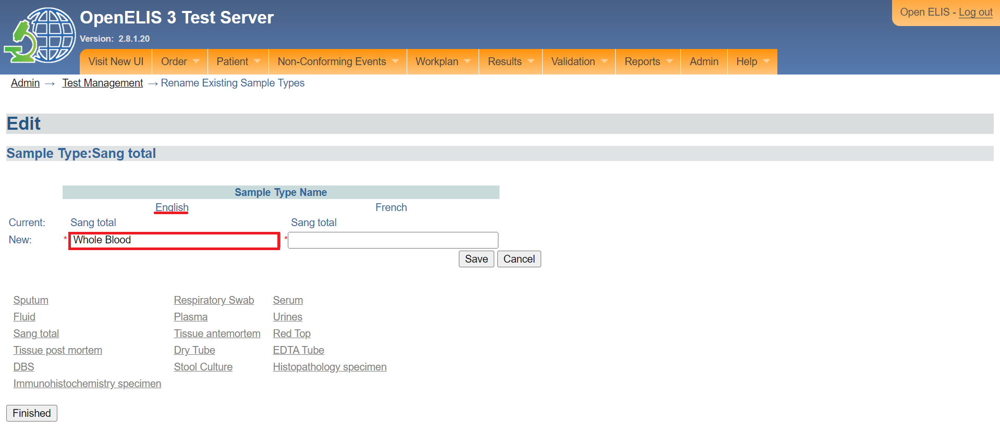 OpenELIS 3 Test Server
Open ELIS - Log out
Version: 2.8.1.20
Visit New UI Order Patient Non-Conforming Events Workplan Results Validation Reports Admin Help
Admin → Test Management → Rename Existing Sample Types
Edit
Sample Type:Sang total
Sample Type Name
English French
Current: Sang total Sang total
New: * Whole Blood *
Save Cancel
Sputum Respiratory Swab Serum
Fluid Plasma Urines
Sang total Tissue antemortem Red Top
Tissue post mortem Dry Tube EDTA Tube
DBS Stool Culture Histopathology specimen
Immunohistochemistry specimen
Finished